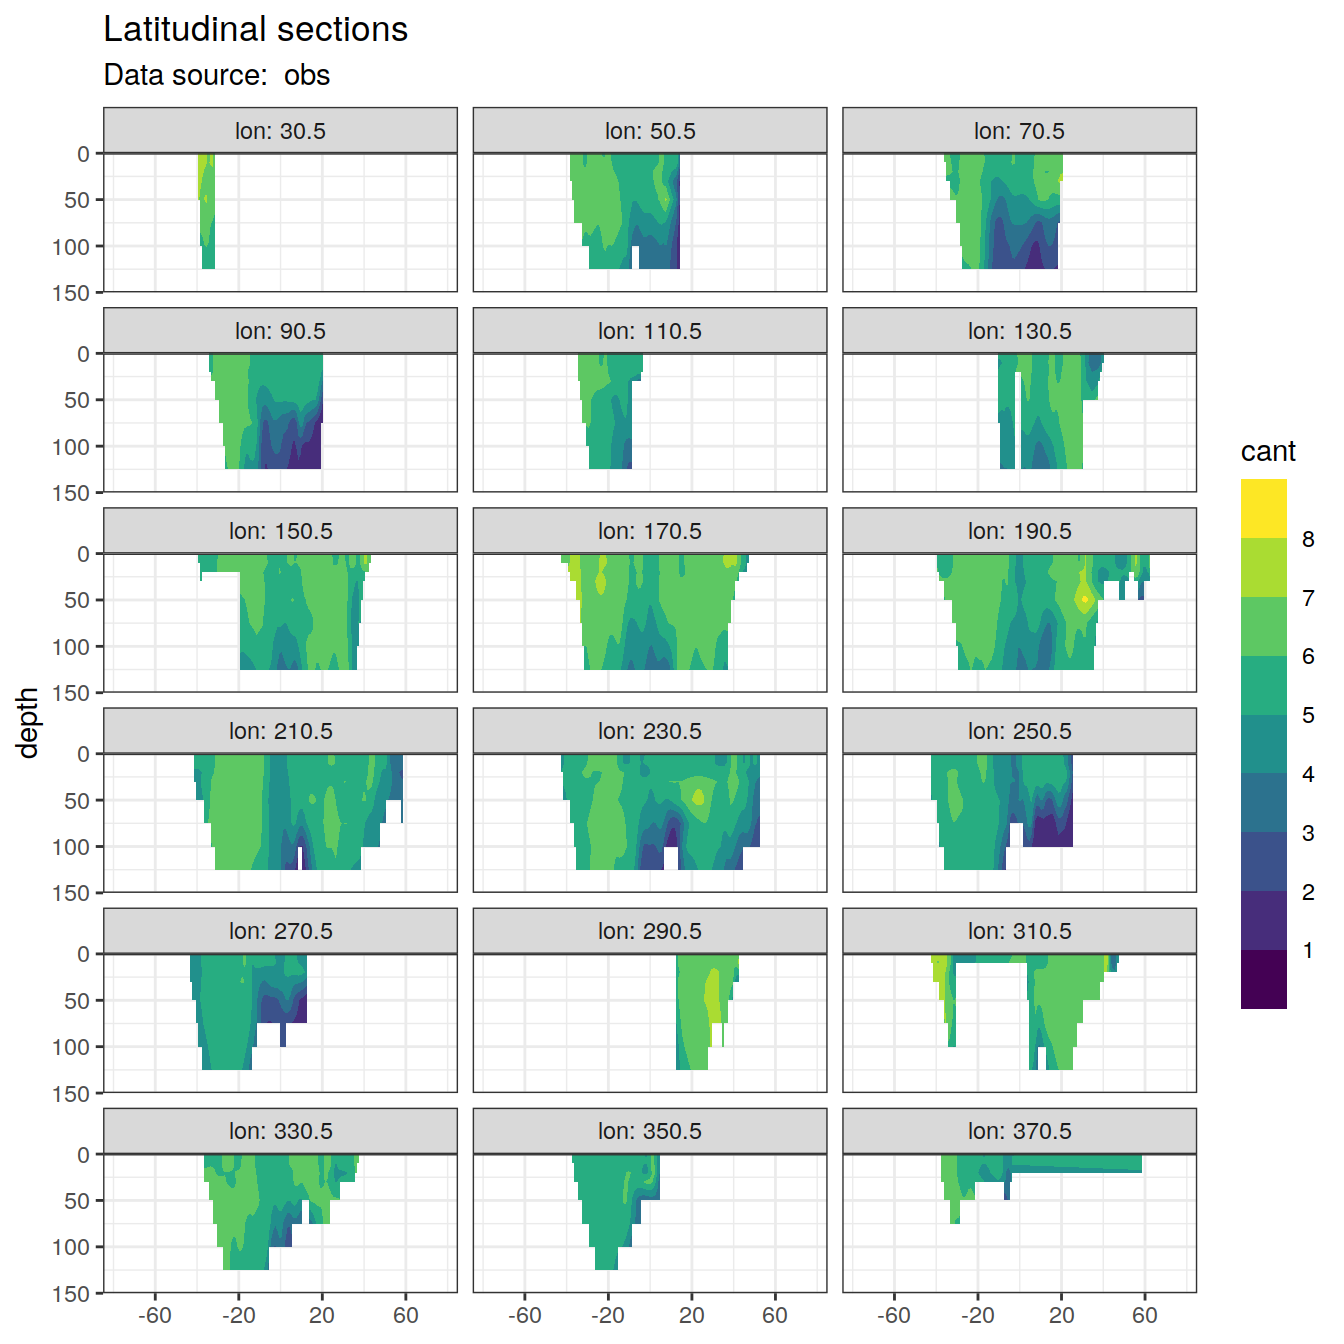 Latitudinal sections
Data source:  obs
lon: 30.5 lon: 50.5 lon: 70.5
0
50
100
150
lon: 90.5 lon: 110.5 lon: 130.5
0
50
100
150
lon: 150.5 lon: 170.5 lon: 190.5
0
50
100
150
lon: 210.5 lon: 230.5 lon: 250.5
0
50
100
150
lon: 270.5 lon: 290.5 lon: 310.5
0
50
100
150
lon: 330.5 lon: 350.5 lon: 370.5
0
50
100
150
-60 -20 20 60 -60 -20 20 60 -60 -20 20 60
depth
cant
8
7
6
5
4
3
2
1